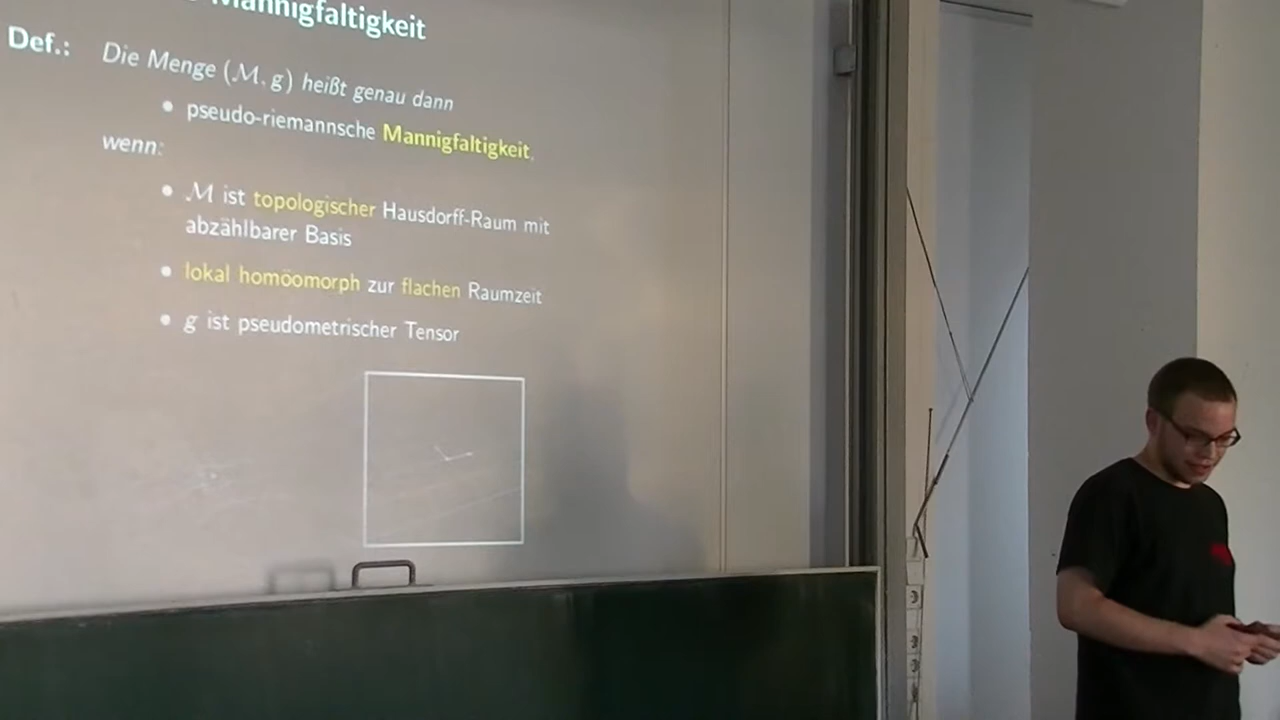 Mannigfaltigkeit
Def.: Die Menge (M, g) heißt genau dann
• pseudo-riemannsche Mannigfaltigkeit,
wenn:
• M ist topologischer Hausdorff-Raum mit
abzählbarer Basis
• lokal homöomorph zur flachen Raumzeit
• g ist pseudometrischer Tensor